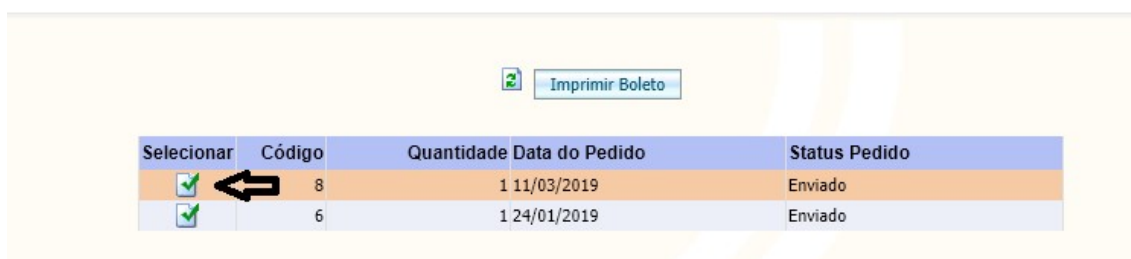 Imprimir Boleto
Selecionar Código Quantidade Data do Pedido Status Pedido
8 1 11/03/2019 Enviado
6 1 24/01/2019 Enviado